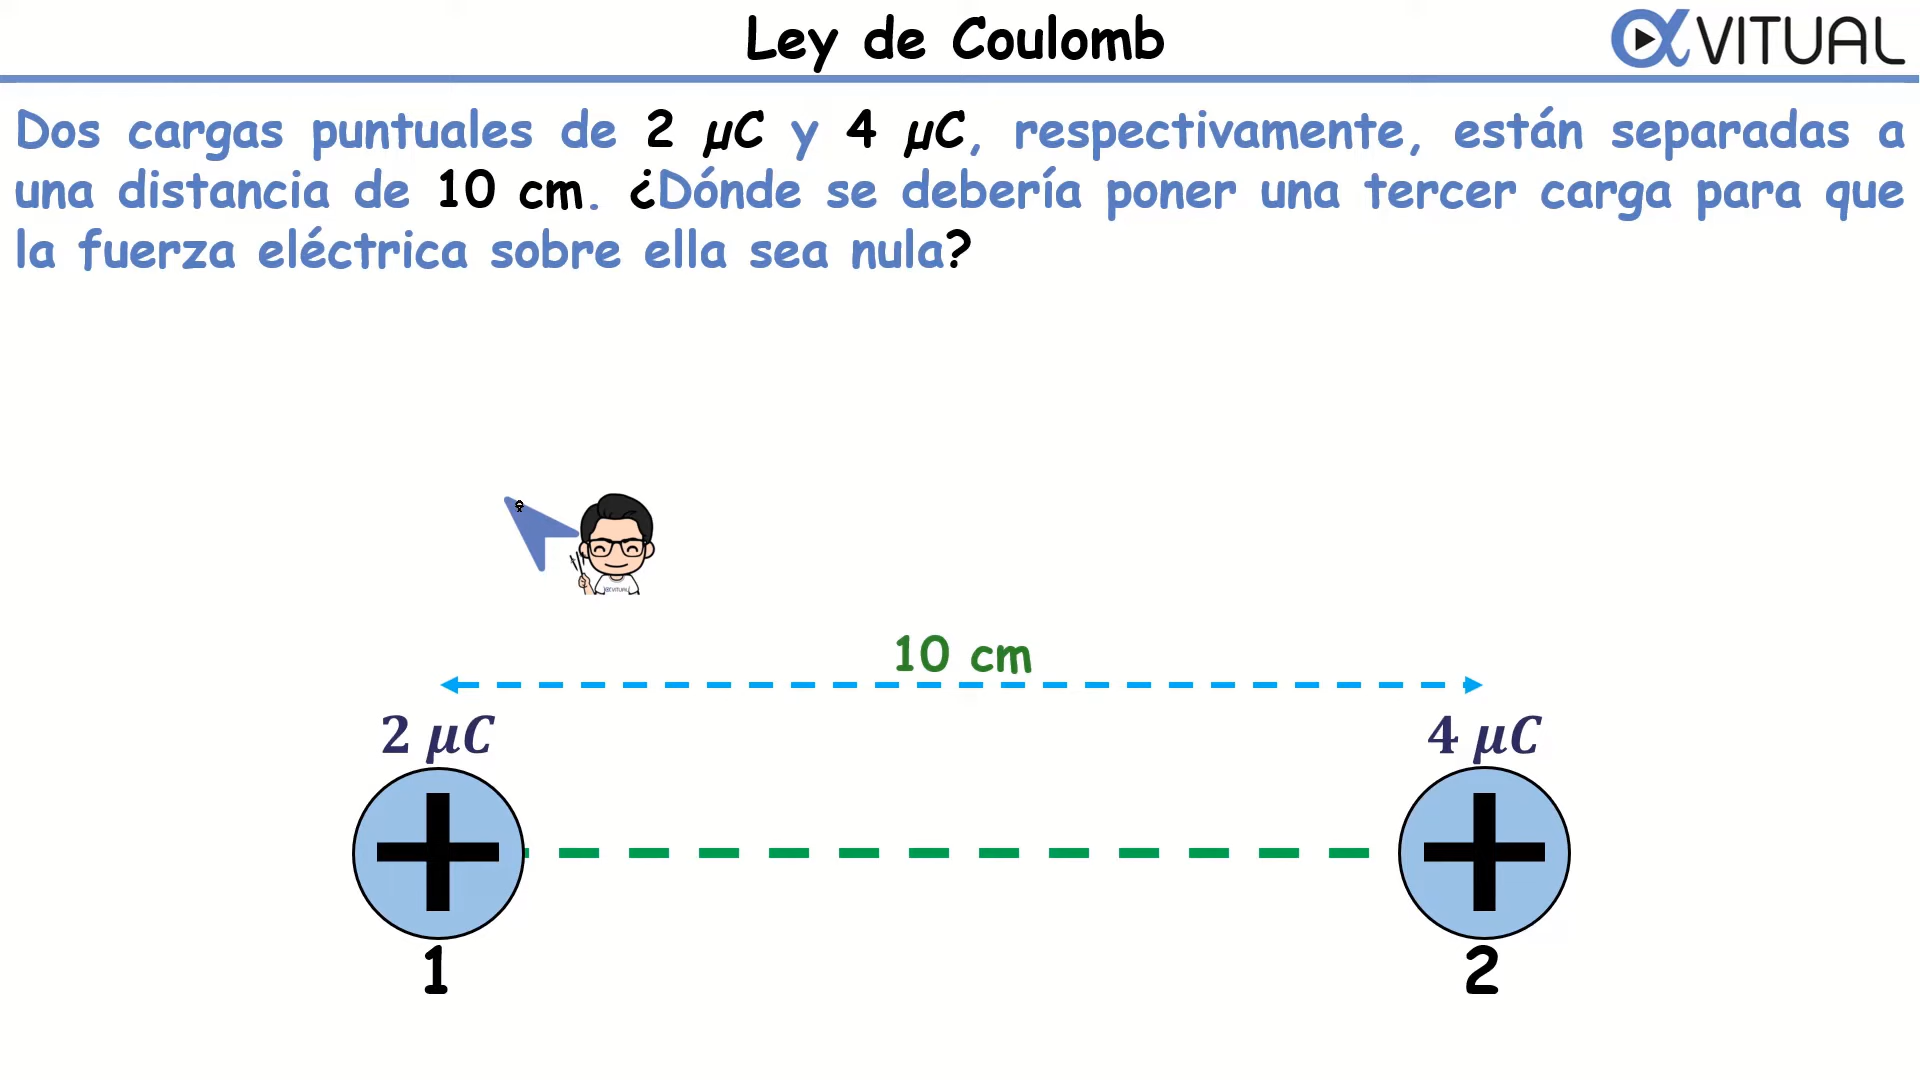 Ley de Coulomb
αVITUAL
Dos cargas puntuales de 2 μC y 4 μC, respectivamente, están separadas a
una distancia de 10 cm. ¿Dónde se debería poner una tercer carga para que
la fuerza eléctrica sobre ella sea nula?
αVITUAL
10 cm
2 μC
4 μC
1
2